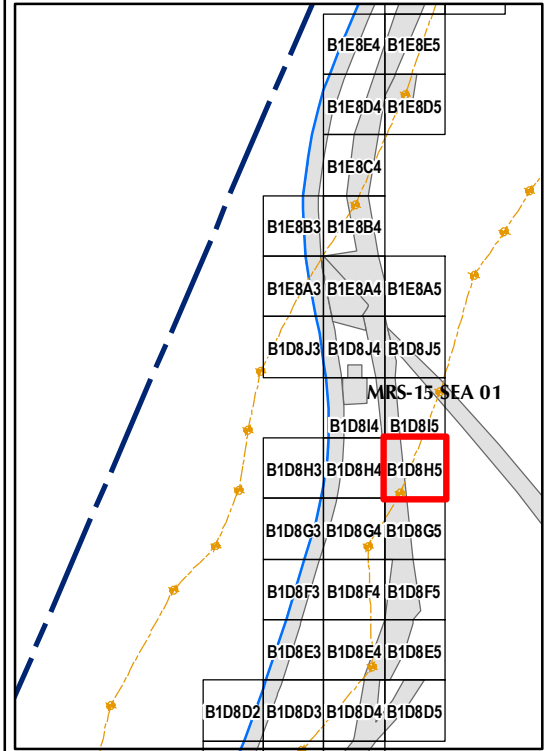 B1E8E4 B1E8E5
B1E8D4 B1E8D5
B1E8C4
B1E8B3 B1E8B4
B1E8A3 B1E8A4 B1E8A5
B1D8J3 B1D8J4 B1D8J5
MRS-15 SEA 01
B1D8I4 B1D8I5
B1D8H3 B1D8H4 B1D8H5
B1D8G3 B1D8G4 B1D8G5
B1D8F3 B1D8F4 B1D8F5
B1D8E3 B1D8E4 B1D8E5
B1D8D2 B1D8D3 B1D8D4 B1D8D5